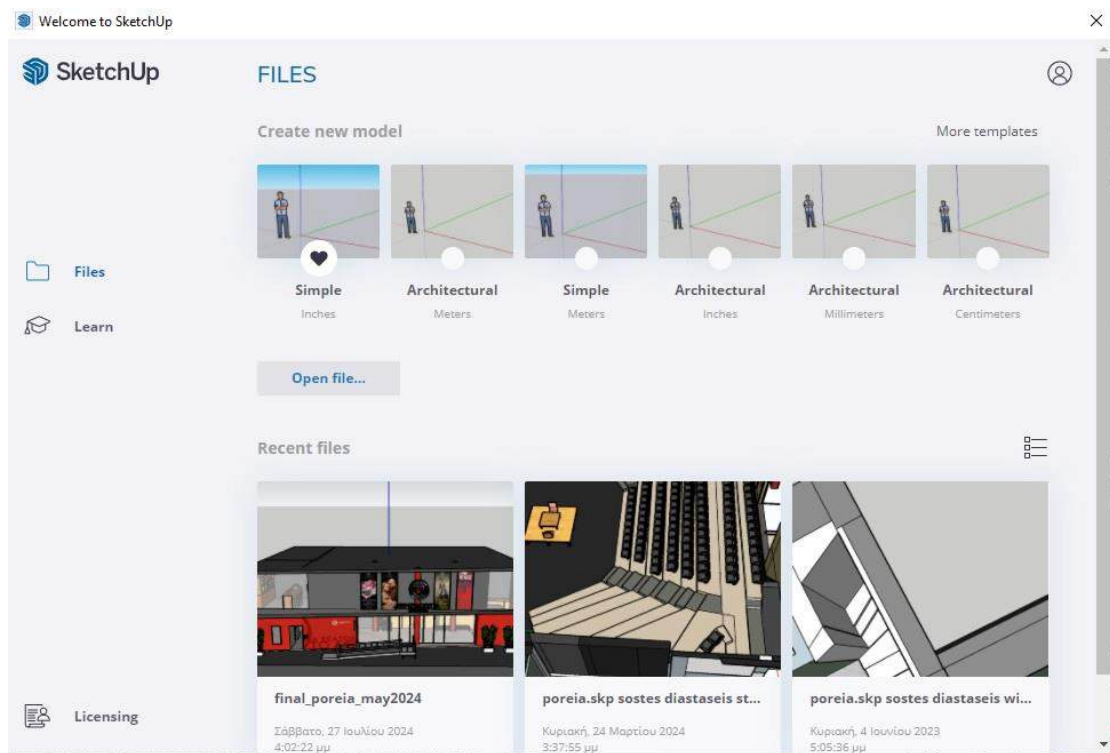 Welcome to SketchUp
SketchUp
FILES
Create new model
More templates
Simple
Inches
Architectural
Meters
Simple
Meters
Architectural
Inches
Architectural
Millimeters
Architectural
Centimeters
Files
Learn
Open file...
Recent files
final_poreia_may2024
Σάββατο, 27 Ιουλίου 2024
4:02:22 μμ
poreia.skp sostes diastaseis st...
Κυριακή, 24 Μαρτίου 2024
3:37:55 μμ
poreia.skp sostes diastaseis wi...
Κυριακή, 4 Ιουνίου 2023
5:05:36 μμ
Licensing